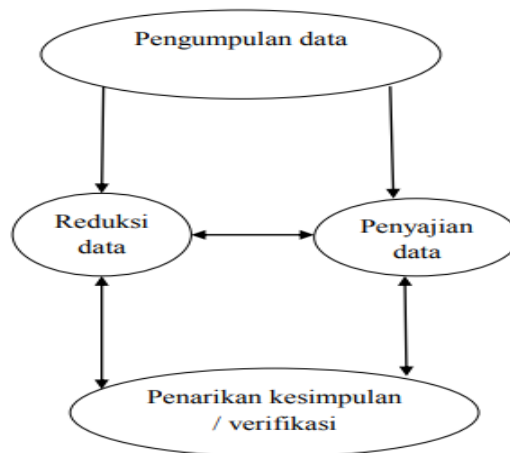 Pengumpulan data
Reduksi
data
Penyajian
data
Penarikan kesimpulan
/ verifikasi